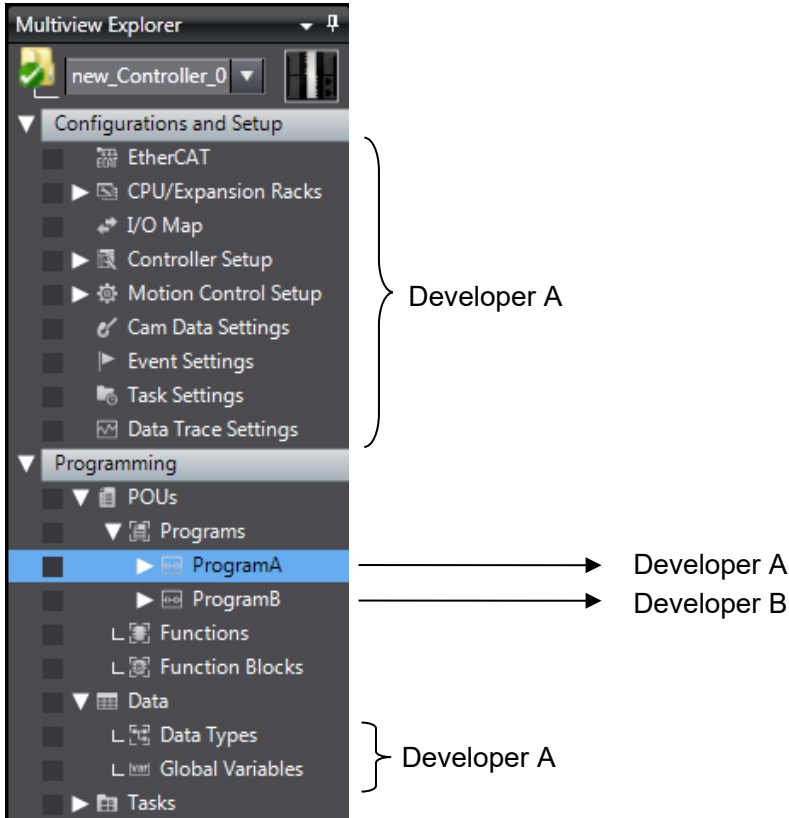 Multiview Explorer
new_Controller_0
Configurations and Setup
EtherCAT
CPU/Expansion Racks
I/O Map
Controller Setup
Motion Control Setup
Developer A
Cam Data Settings
Event Settings
Task Settings
Data Trace Settings
Programming
POUs
Programs
ProgramA
Developer A
ProgramB
Developer B
Functions
Function Blocks
Data
Data Types
Developer A
Global Variables
Tasks